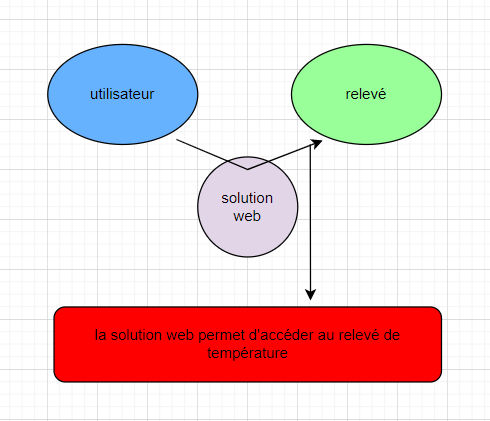 utilisateur
relevé
solution
web
la solution web permet d'accéder au relevé de
température